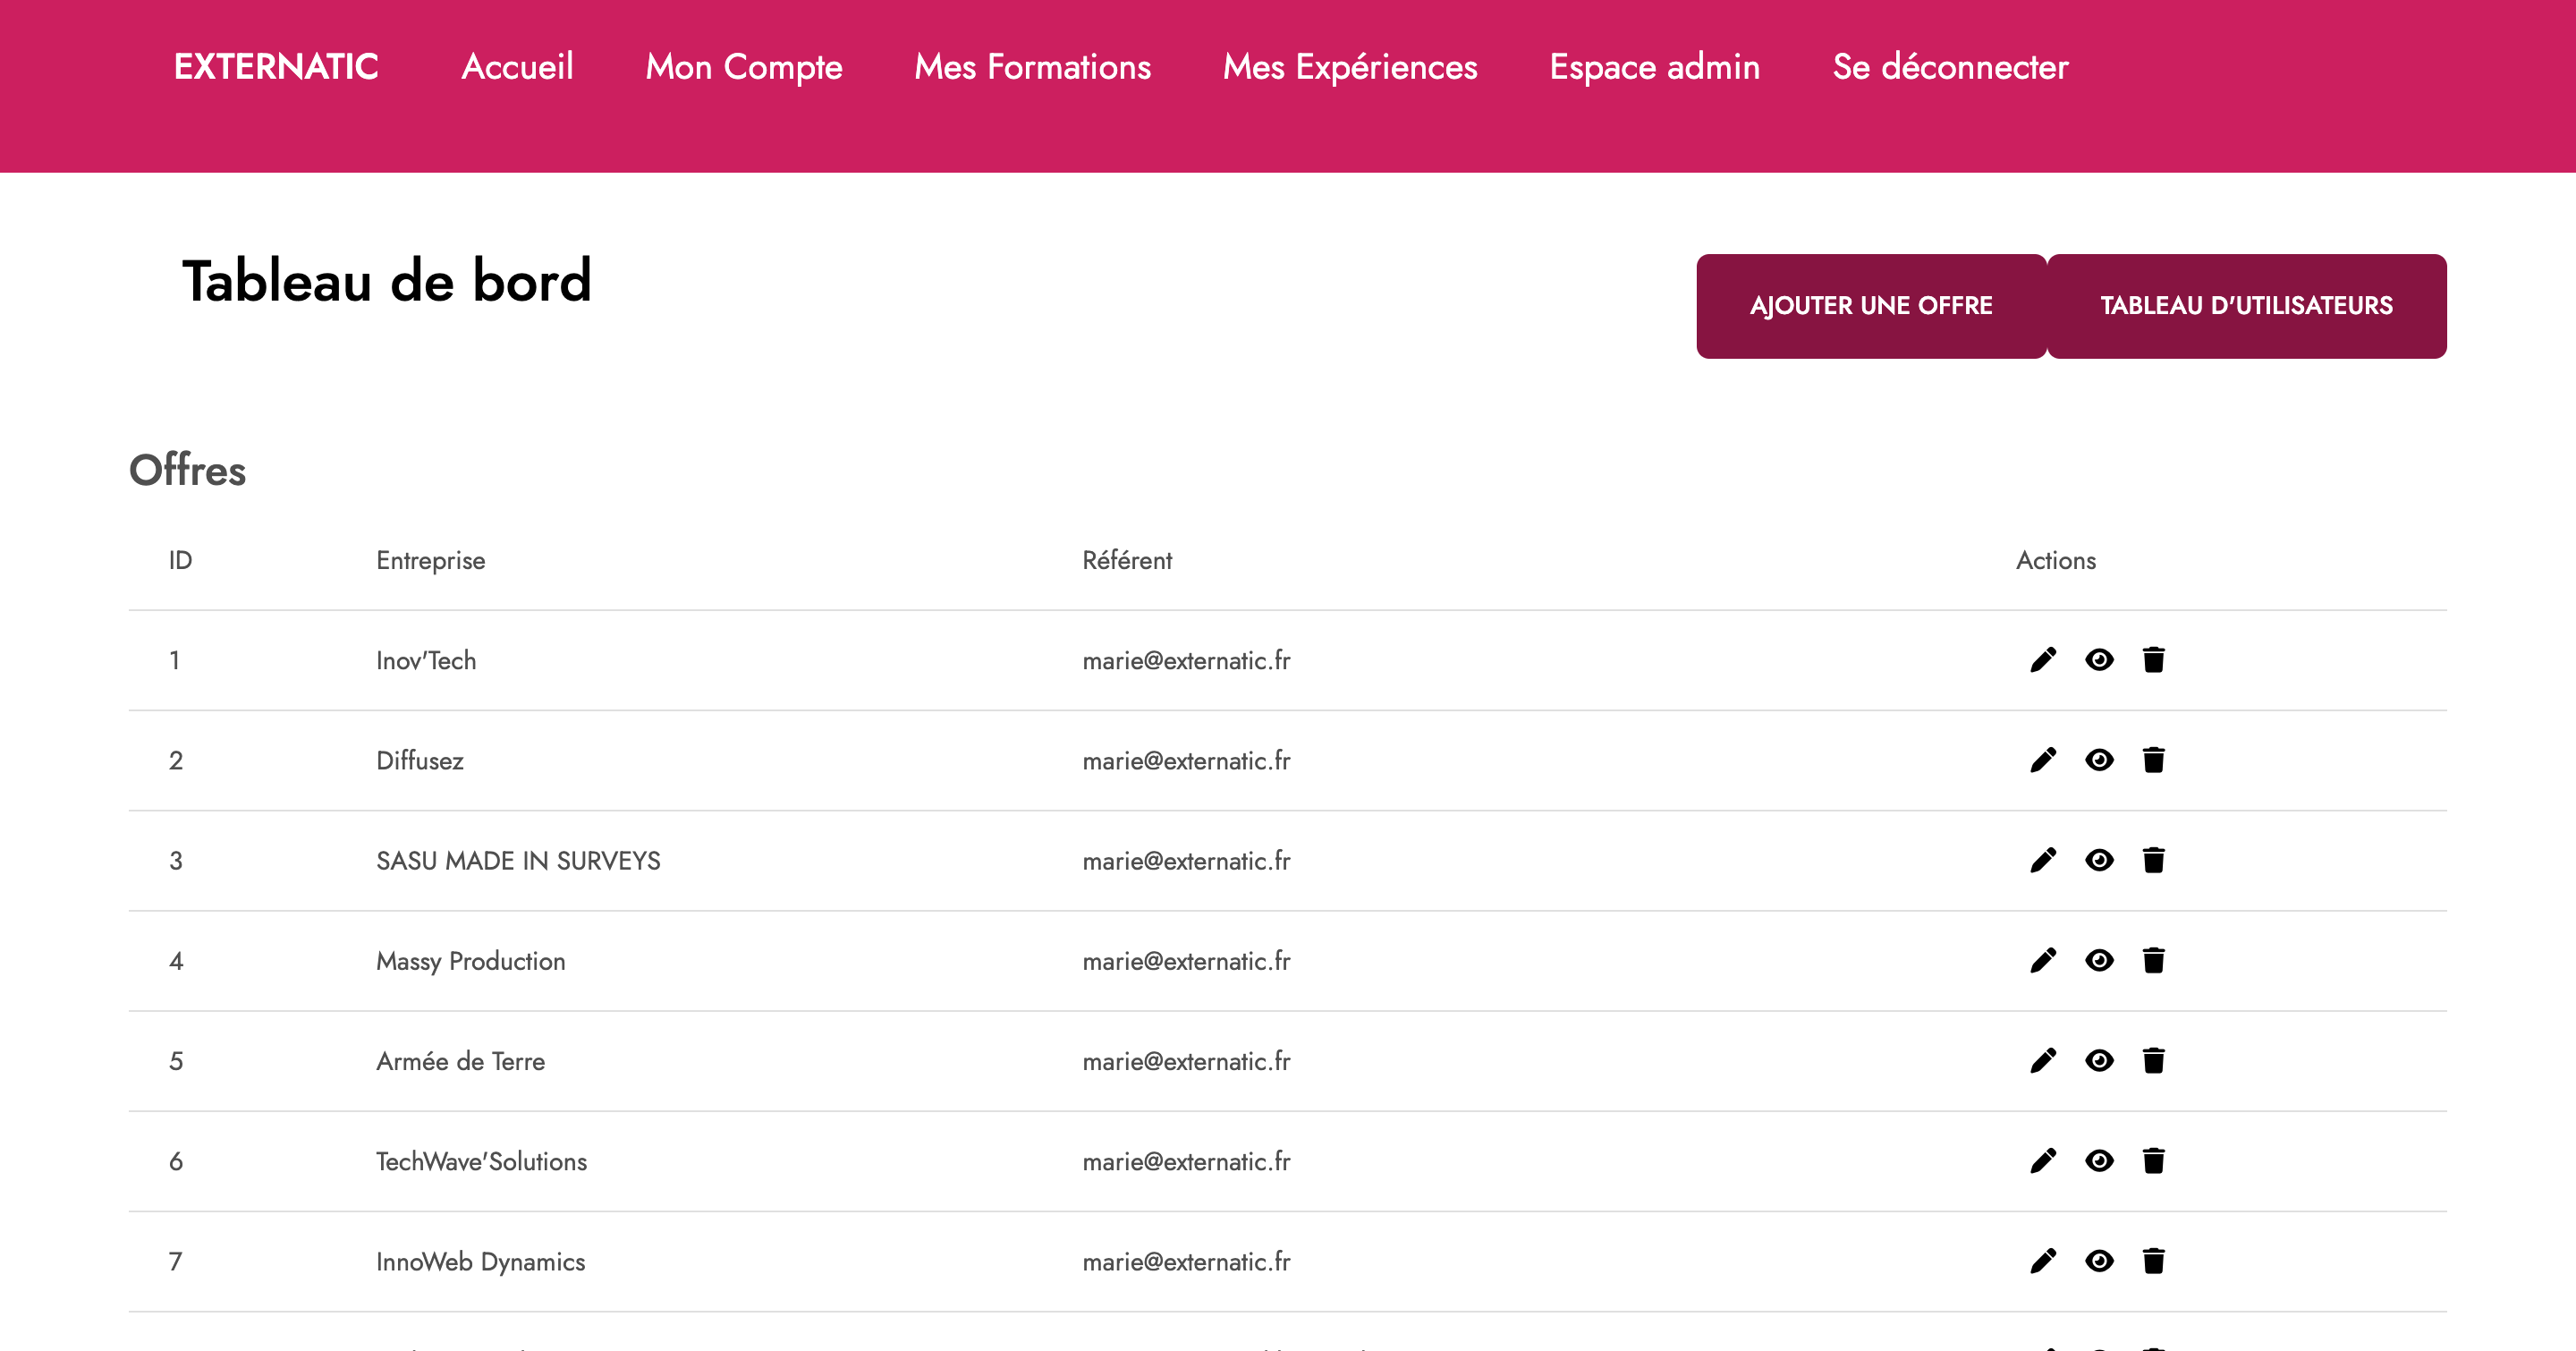 EXTERNATIC Accueil Mon Compte Mes Formations Mes Expériences Espace admin Se déconnecter
Tableau de bord
AJOUTER UNE OFFRE TABLEAU D'UTILISATEURS
Offres
ID Entreprise Référent Actions
1 Inov'Tech marie@externatic.fr
2 Diffusez marie@externatic.fr
3 SASU MADE IN SURVEYS marie@externatic.fr
4 Massy Production marie@externatic.fr
5 Armée de Terre marie@externatic.fr
6 TechWave'Solutions marie@externatic.fr
7 InnoWeb Dynamics marie@externatic.fr